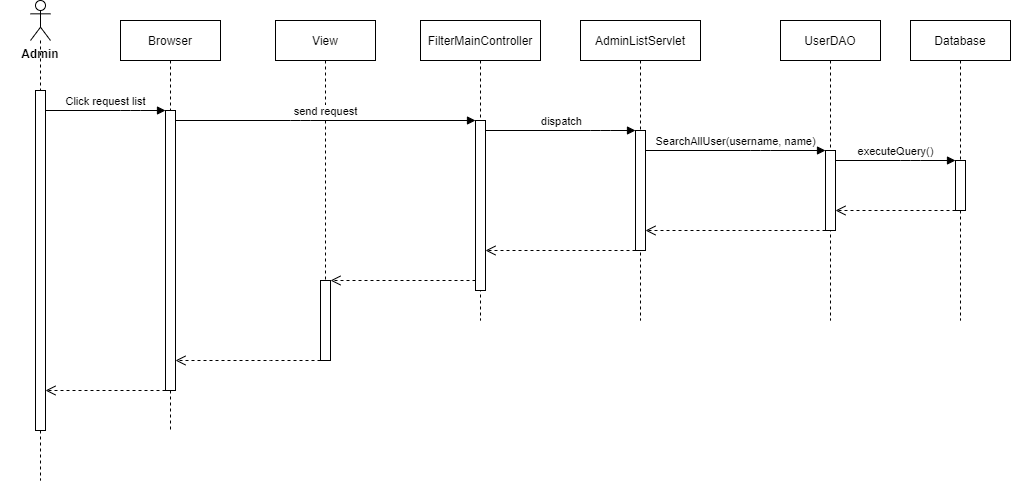 Admin
Browser
View
FilterMainController
AdminListServlet
UserDAO
Database
Click request list
send request
dispatch
SearchAllUser(username, name)
executeQuery()